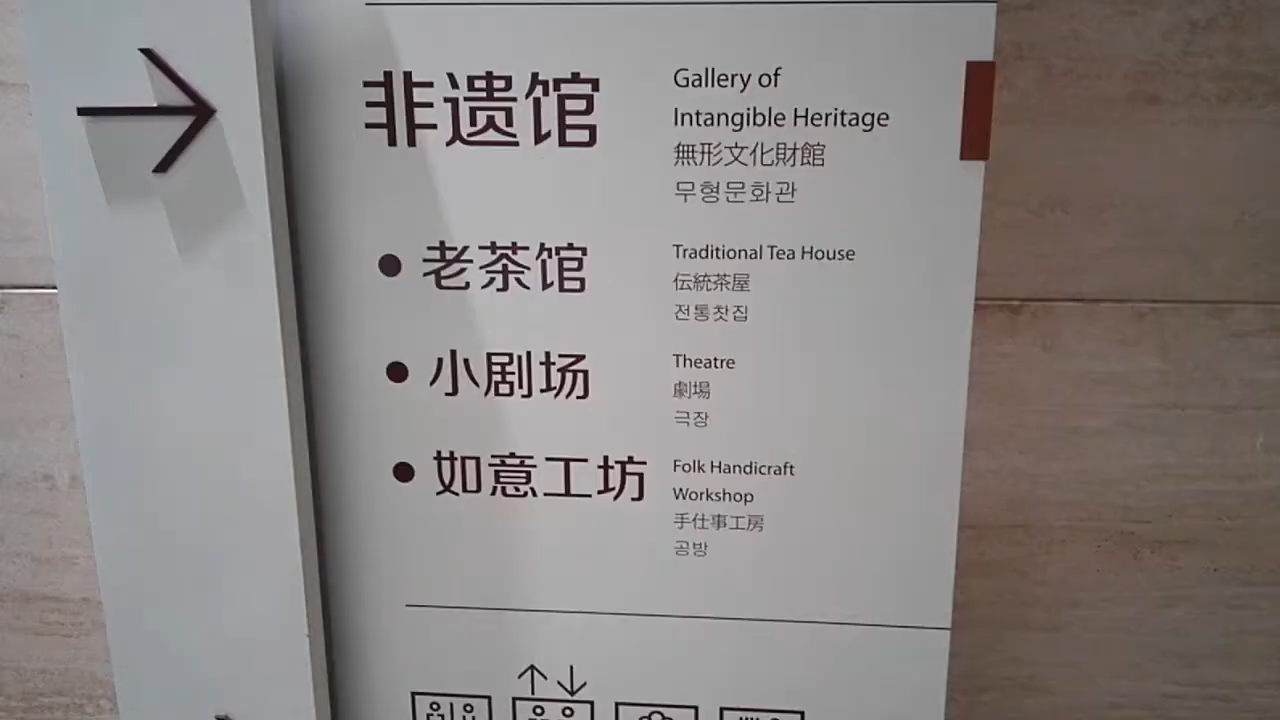 非遗馆
Gallery of
Intangible Heritage
無形文化財館
무형문화관
老茶馆
Traditional Tea House
伝統茶屋
전통찻집
小剧场
Theatre
劇場
극장
如意工坊
Folk Handicraft
Workshop
手仕事工房
공방